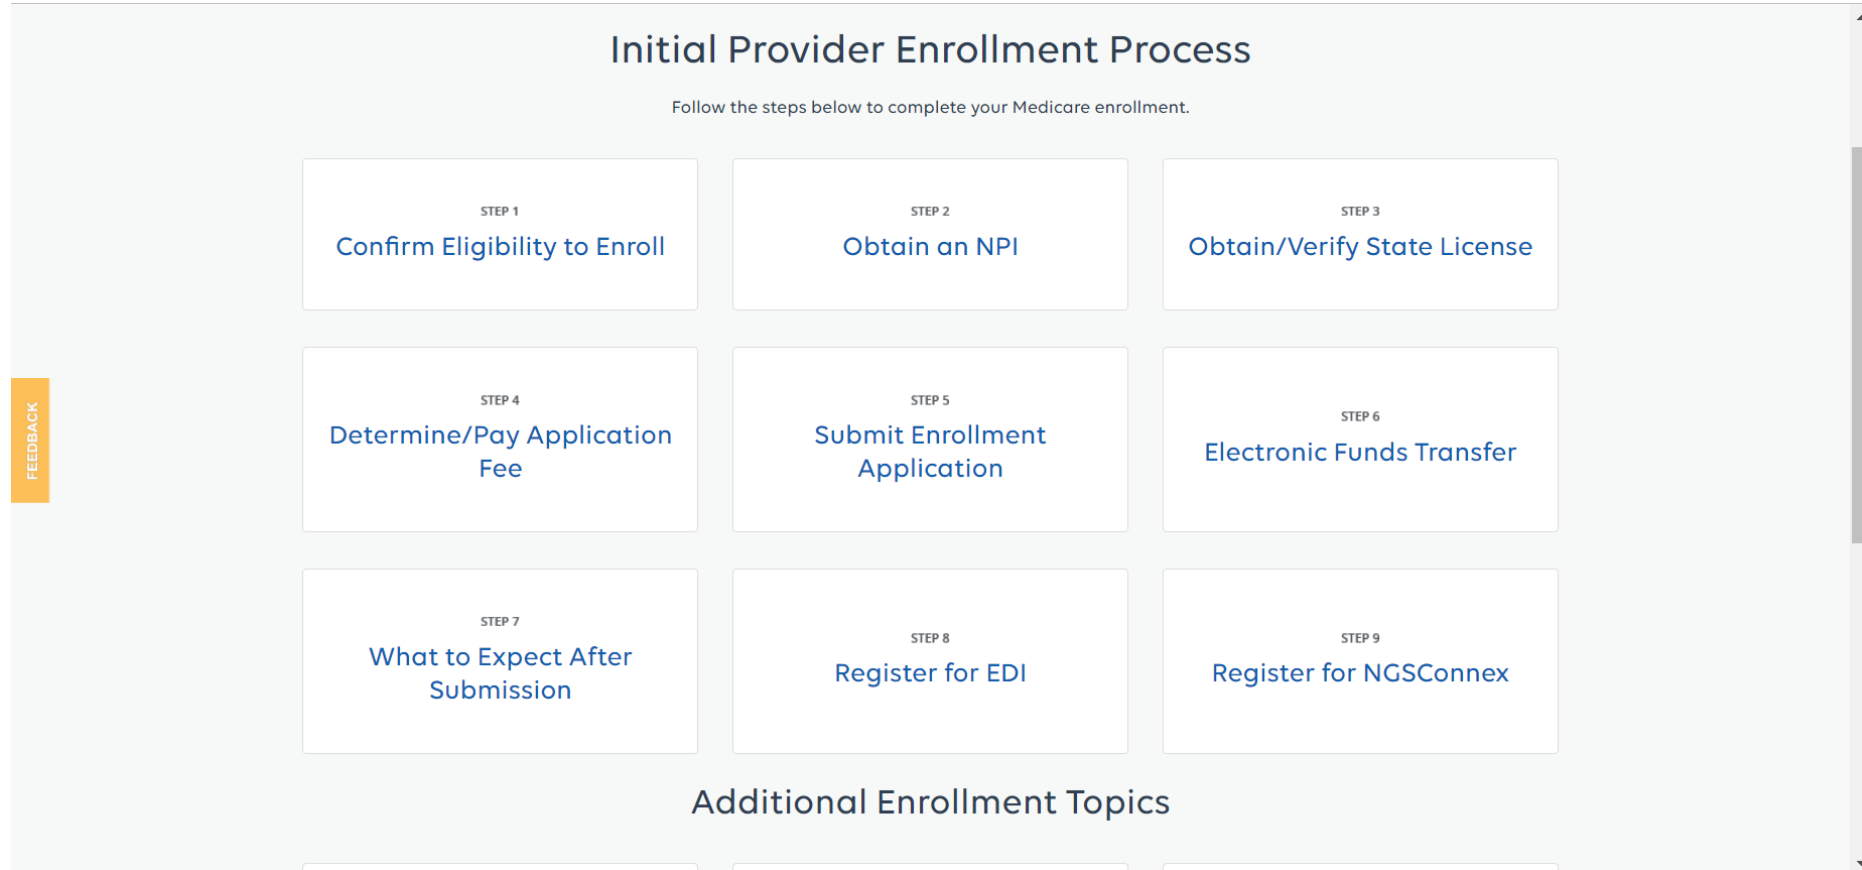 Initial Provider Enrollment Process
Follow the steps below to complete your Medicare enrollment.
STEP 1
Confirm Eligibility to Enroll
STEP 2
Obtain an NPI
STEP 3
Obtain/Verify State License
STEP 4
Determine/Pay Application
Fee
STEP 5
Submit Enrollment
Application
STEP 6
Electronic Funds Transfer
FEEDBACK
STEP 7
What to Expect After
Submission
STEP 8
Register for EDI
STEP 9
Register for NGSConnex
Additional Enrollment Topics